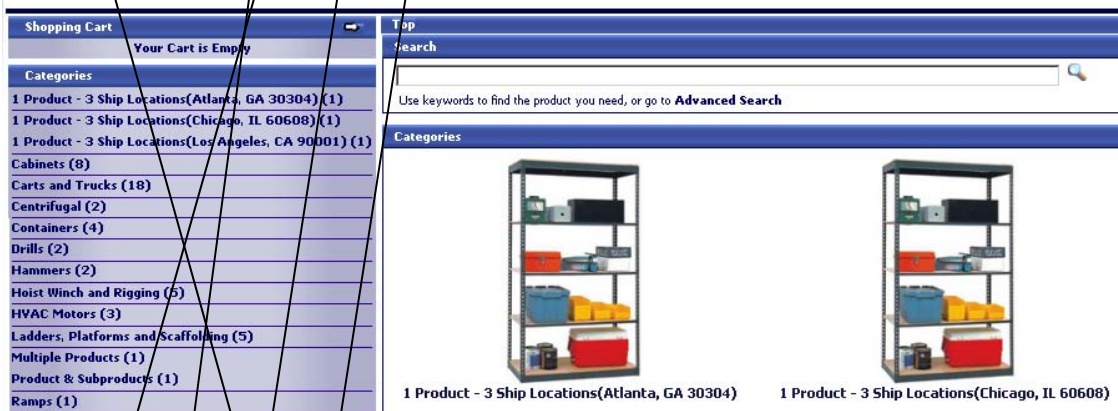 Shopping Cart
Your Cart is Empty
Categories
1 Product - 3 Ship Locations(Atlanta, GA 30304) (1)
1 Product - 3 Ship Locations(Chicago, IL 60608) (1)
1 Product - 3 Ship Locations(Los Angeles, CA 90001) (1)
Cabinets (8)
Carts and Trucks (18)
Centrifugal (2)
Containers (4)
Drills (2)
Hammers (2)
Hoist Winch and Rigging (5)
HVAC Motors (3)
Ladders, Platforms and Scaffolding (5)
Multiple Products (1)
Product & Subproducts (1)
Ramps (1)
Top
Search
Use keywords to find the product you need, or go to Advanced Search
Categories
1 Product - 3 Ship Locations(Atlanta, GA 30304)
1 Product - 3 Ship Locations(Chicago, IL 60608)